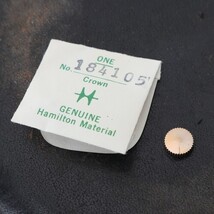 ONE
No. 184105
Crown
GENUINE
Hamilton Material